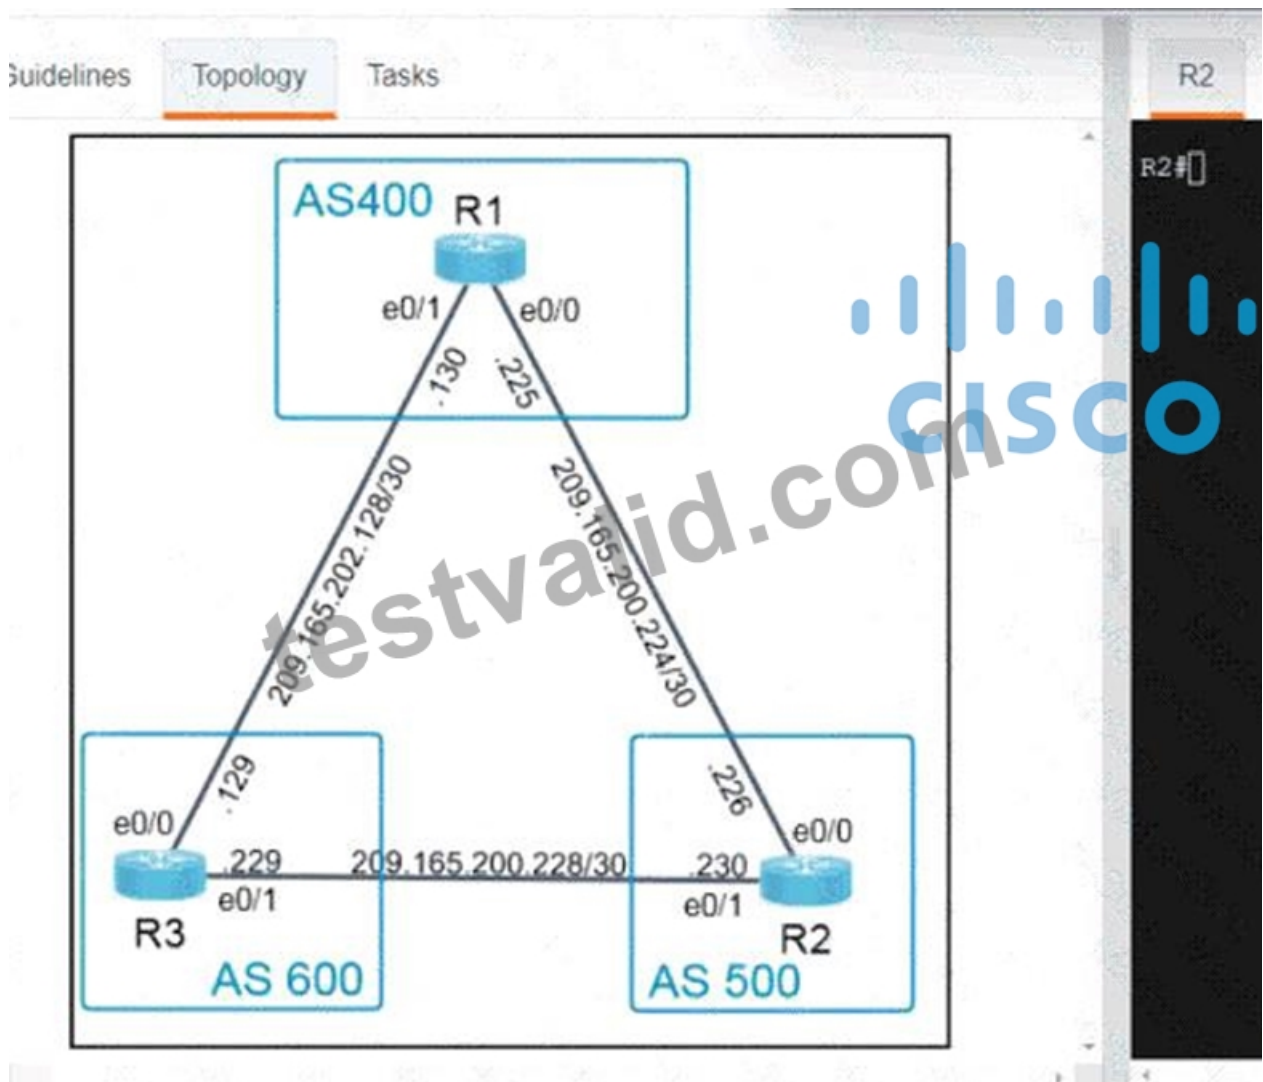 Guidelines
Topology
Tasks
R2
R2#
AS400
R1
e0/1
e0/0
.130
.225
209.165.202.128/30
209.165.200.224/30
CISCO
testvalid.com
.129
.226
e0/0
e0/0
.229
209.165.200.228/30
.230
e0/1
e0/1
R3
R2
AS 600
AS 500